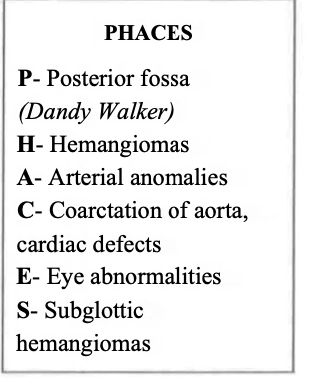 PHACES
P- Posterior fossa
(Dandy Walker)
H- Hemangiomas
A- Arterial anomalies
C- Coarctation of aorta,
cardiac defects
E- Eye abnormalities
S- Subglottic
hemangiomas